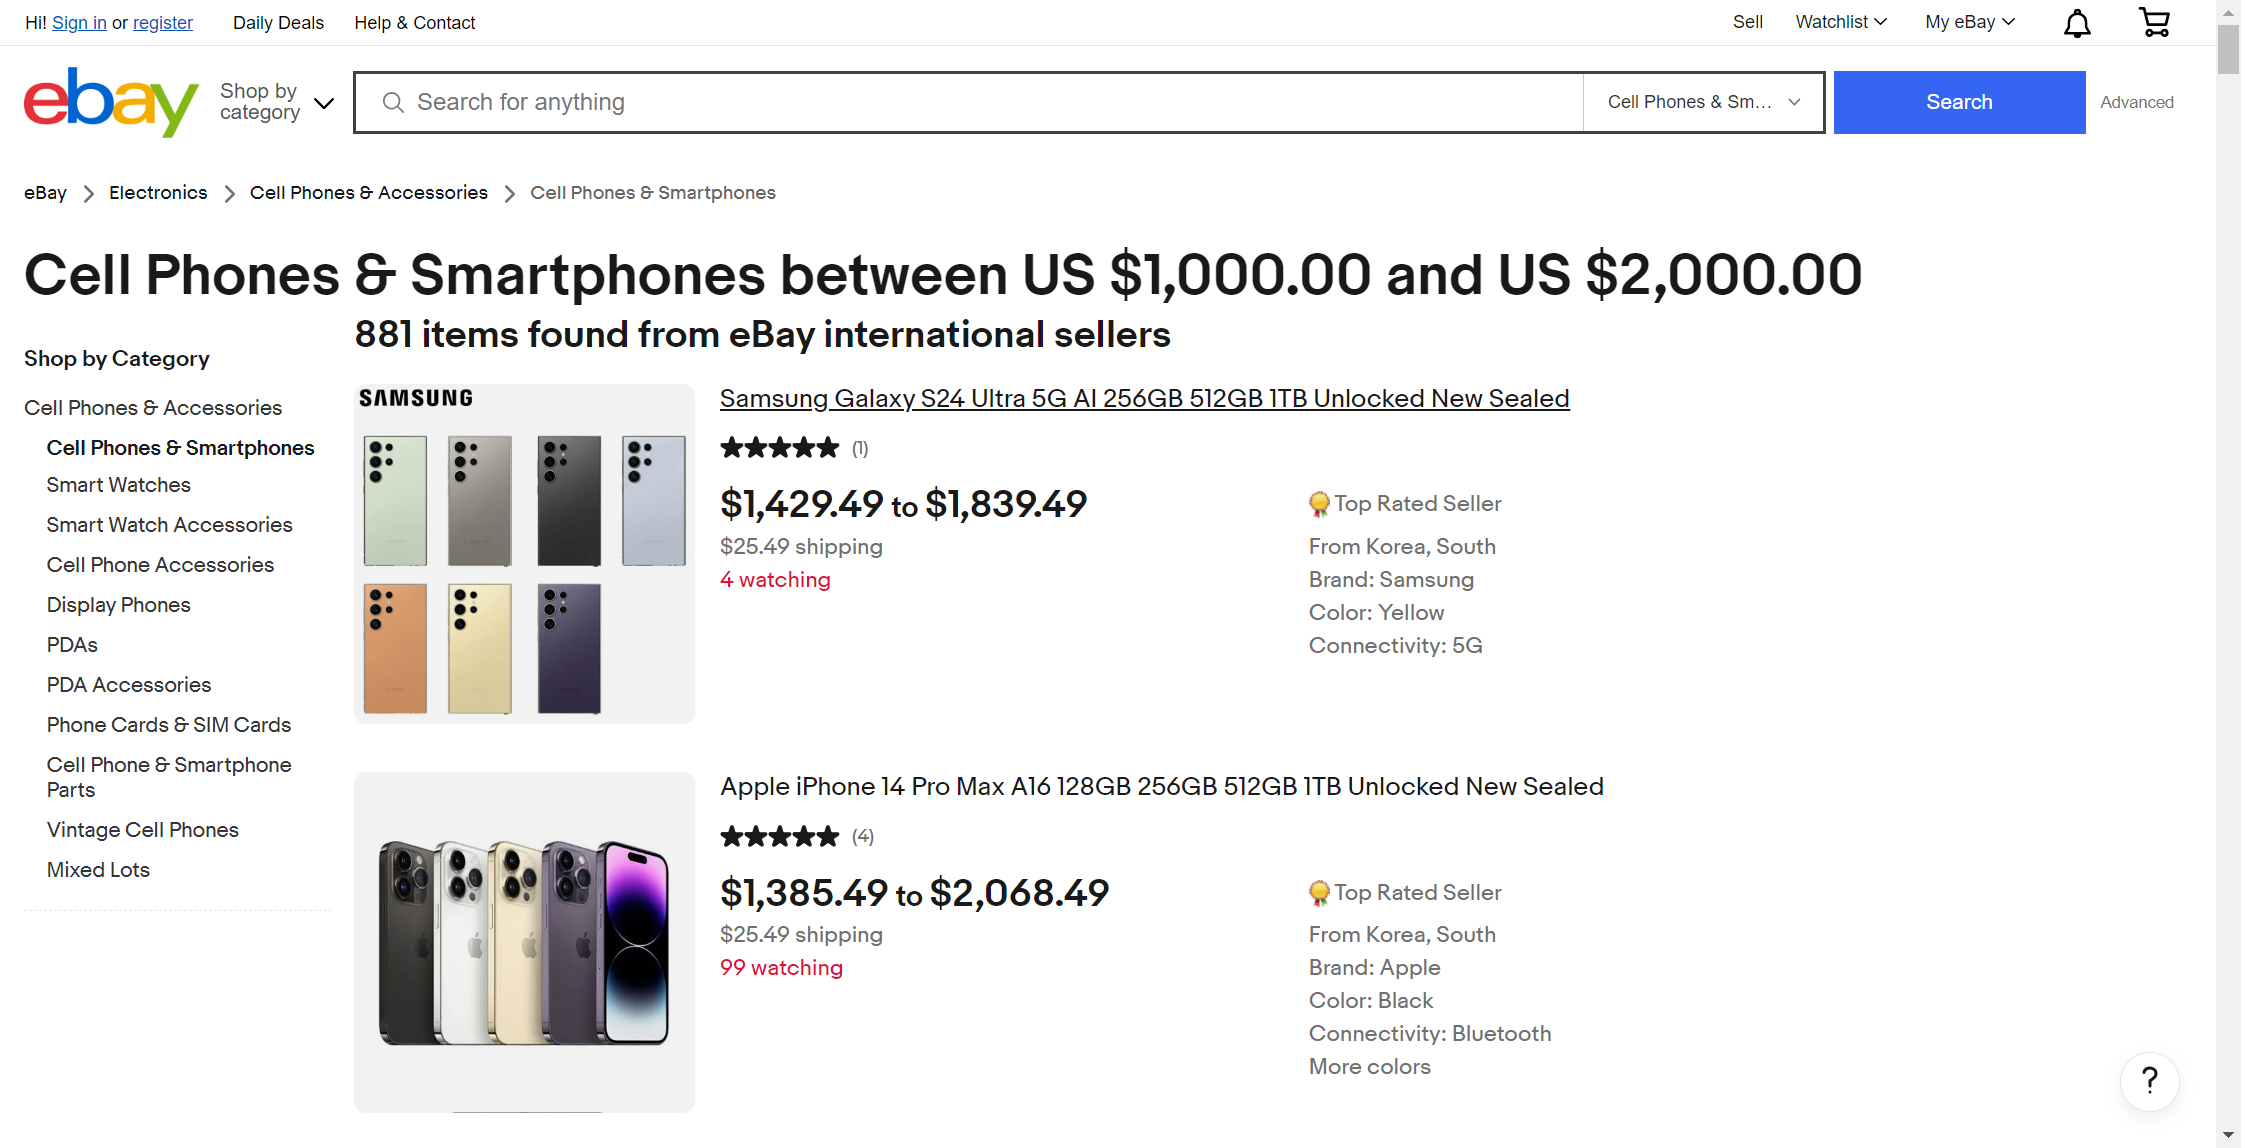 Hi! Sign in or register Daily Deals Help & Contact Sell Watchlist My eBay
ebay
Shop by
category
Search for anything
Cell Phones & Sm...
Search
Advanced
eBay Electronics Cell Phones & Accessories Cell Phones & Smartphones
Cell Phones & Smartphones between US $1,000.00 and US $2,000.00
881 items found from eBay international sellers
Shop by Category
Cell Phones & Accessories
Cell Phones & Smartphones
Smart Watches
Smart Watch Accessories
Cell Phone Accessories
Display Phones
PDAs
PDA Accessories
Phone Cards & SIM Cards
Cell Phone & Smartphone
Parts
Vintage Cell Phones
Mixed Lots
SAMSUNG
Samsung Galaxy S24 Ultra 5G AI 256GB 512GB 1TB Unlocked New Sealed
(1)
$1,429.49 to $1,839.49
$25.49 shipping
4 watching
Top Rated Seller
From Korea, South
Brand: Samsung
Color: Yellow
Connectivity: 5G
Apple iPhone 14 Pro Max A16 128GB 256GB 512GB 1TB Unlocked New Sealed
(4)
$1,385.49 to $2,068.49
$25.49 shipping
99 watching
Top Rated Seller
From Korea, South
Brand: Apple
Color: Black
Connectivity: Bluetooth
More colors
?